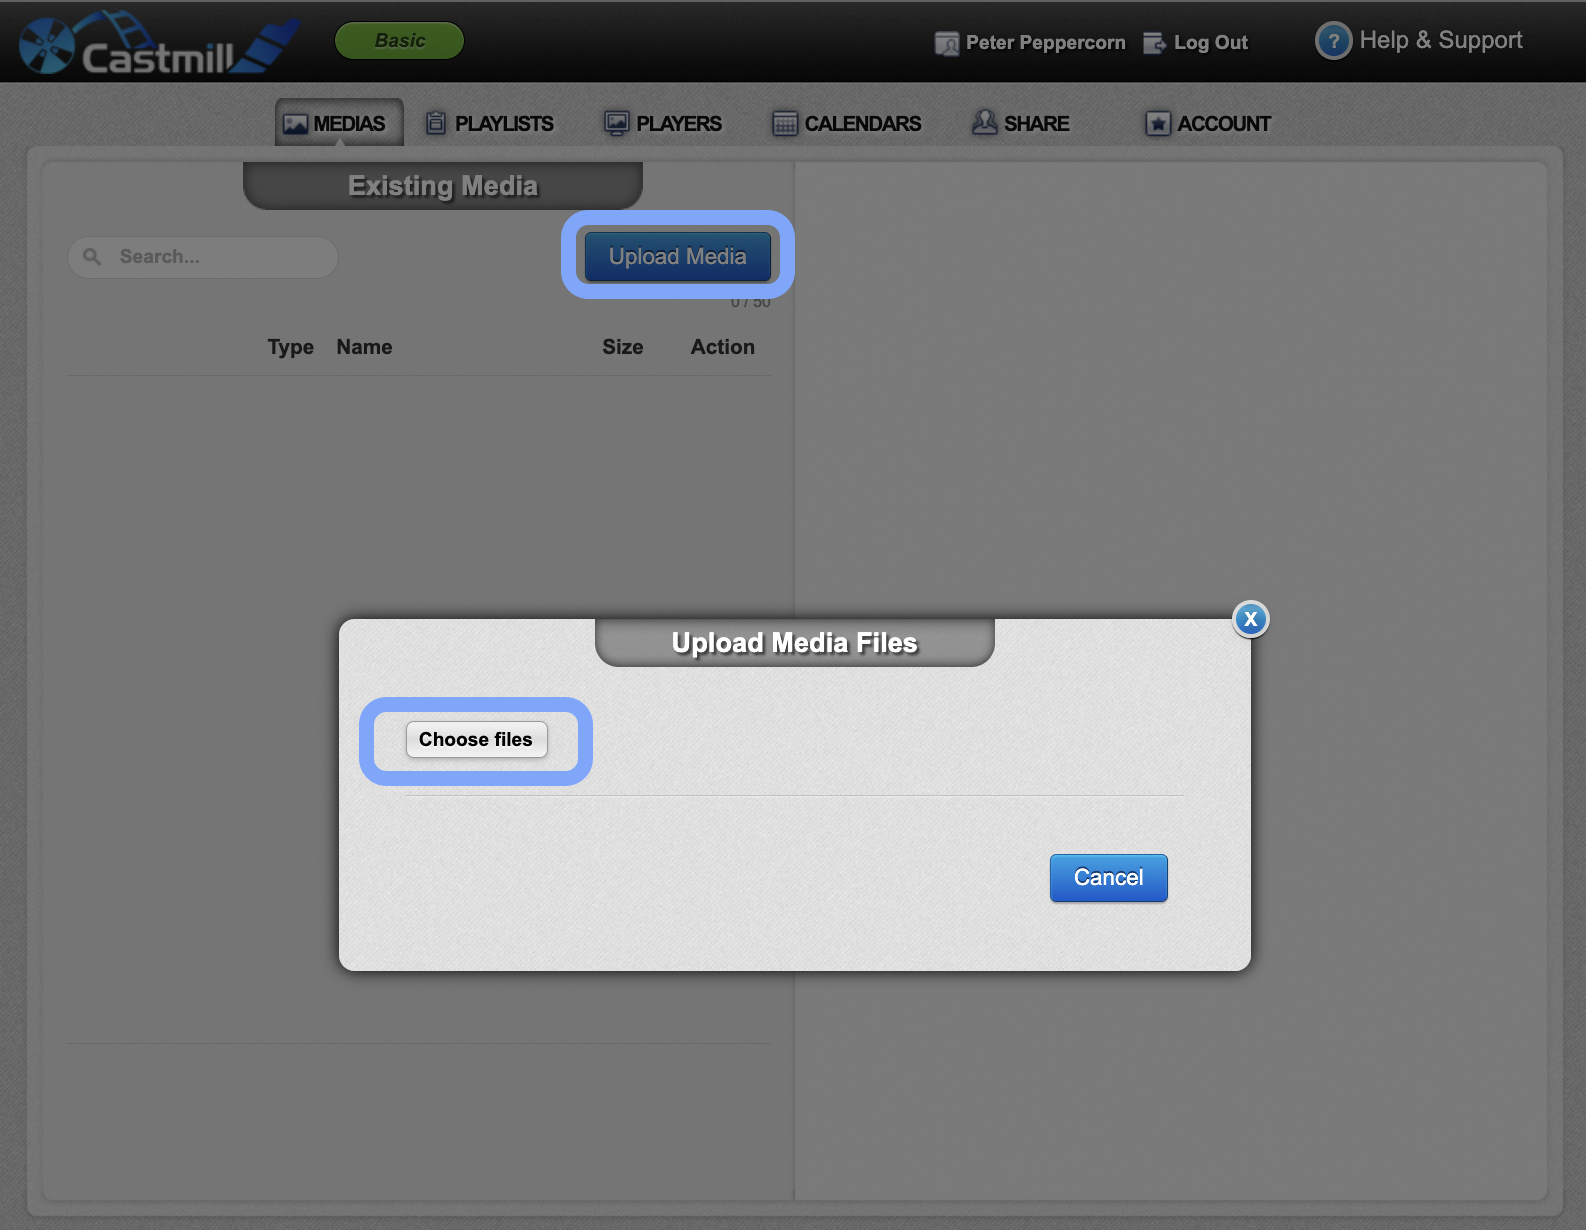 Castmill
Basic
Peter Peppercorn
Log Out
? Help & Support
MEDIAS
PLAYLISTS
PLAYERS
CALENDARS
SHARE
ACCOUNT
Existing Media
Search...
Upload Media
0 / 50
Type Name Size Action
X
Upload Media Files
Choose files
Cancel